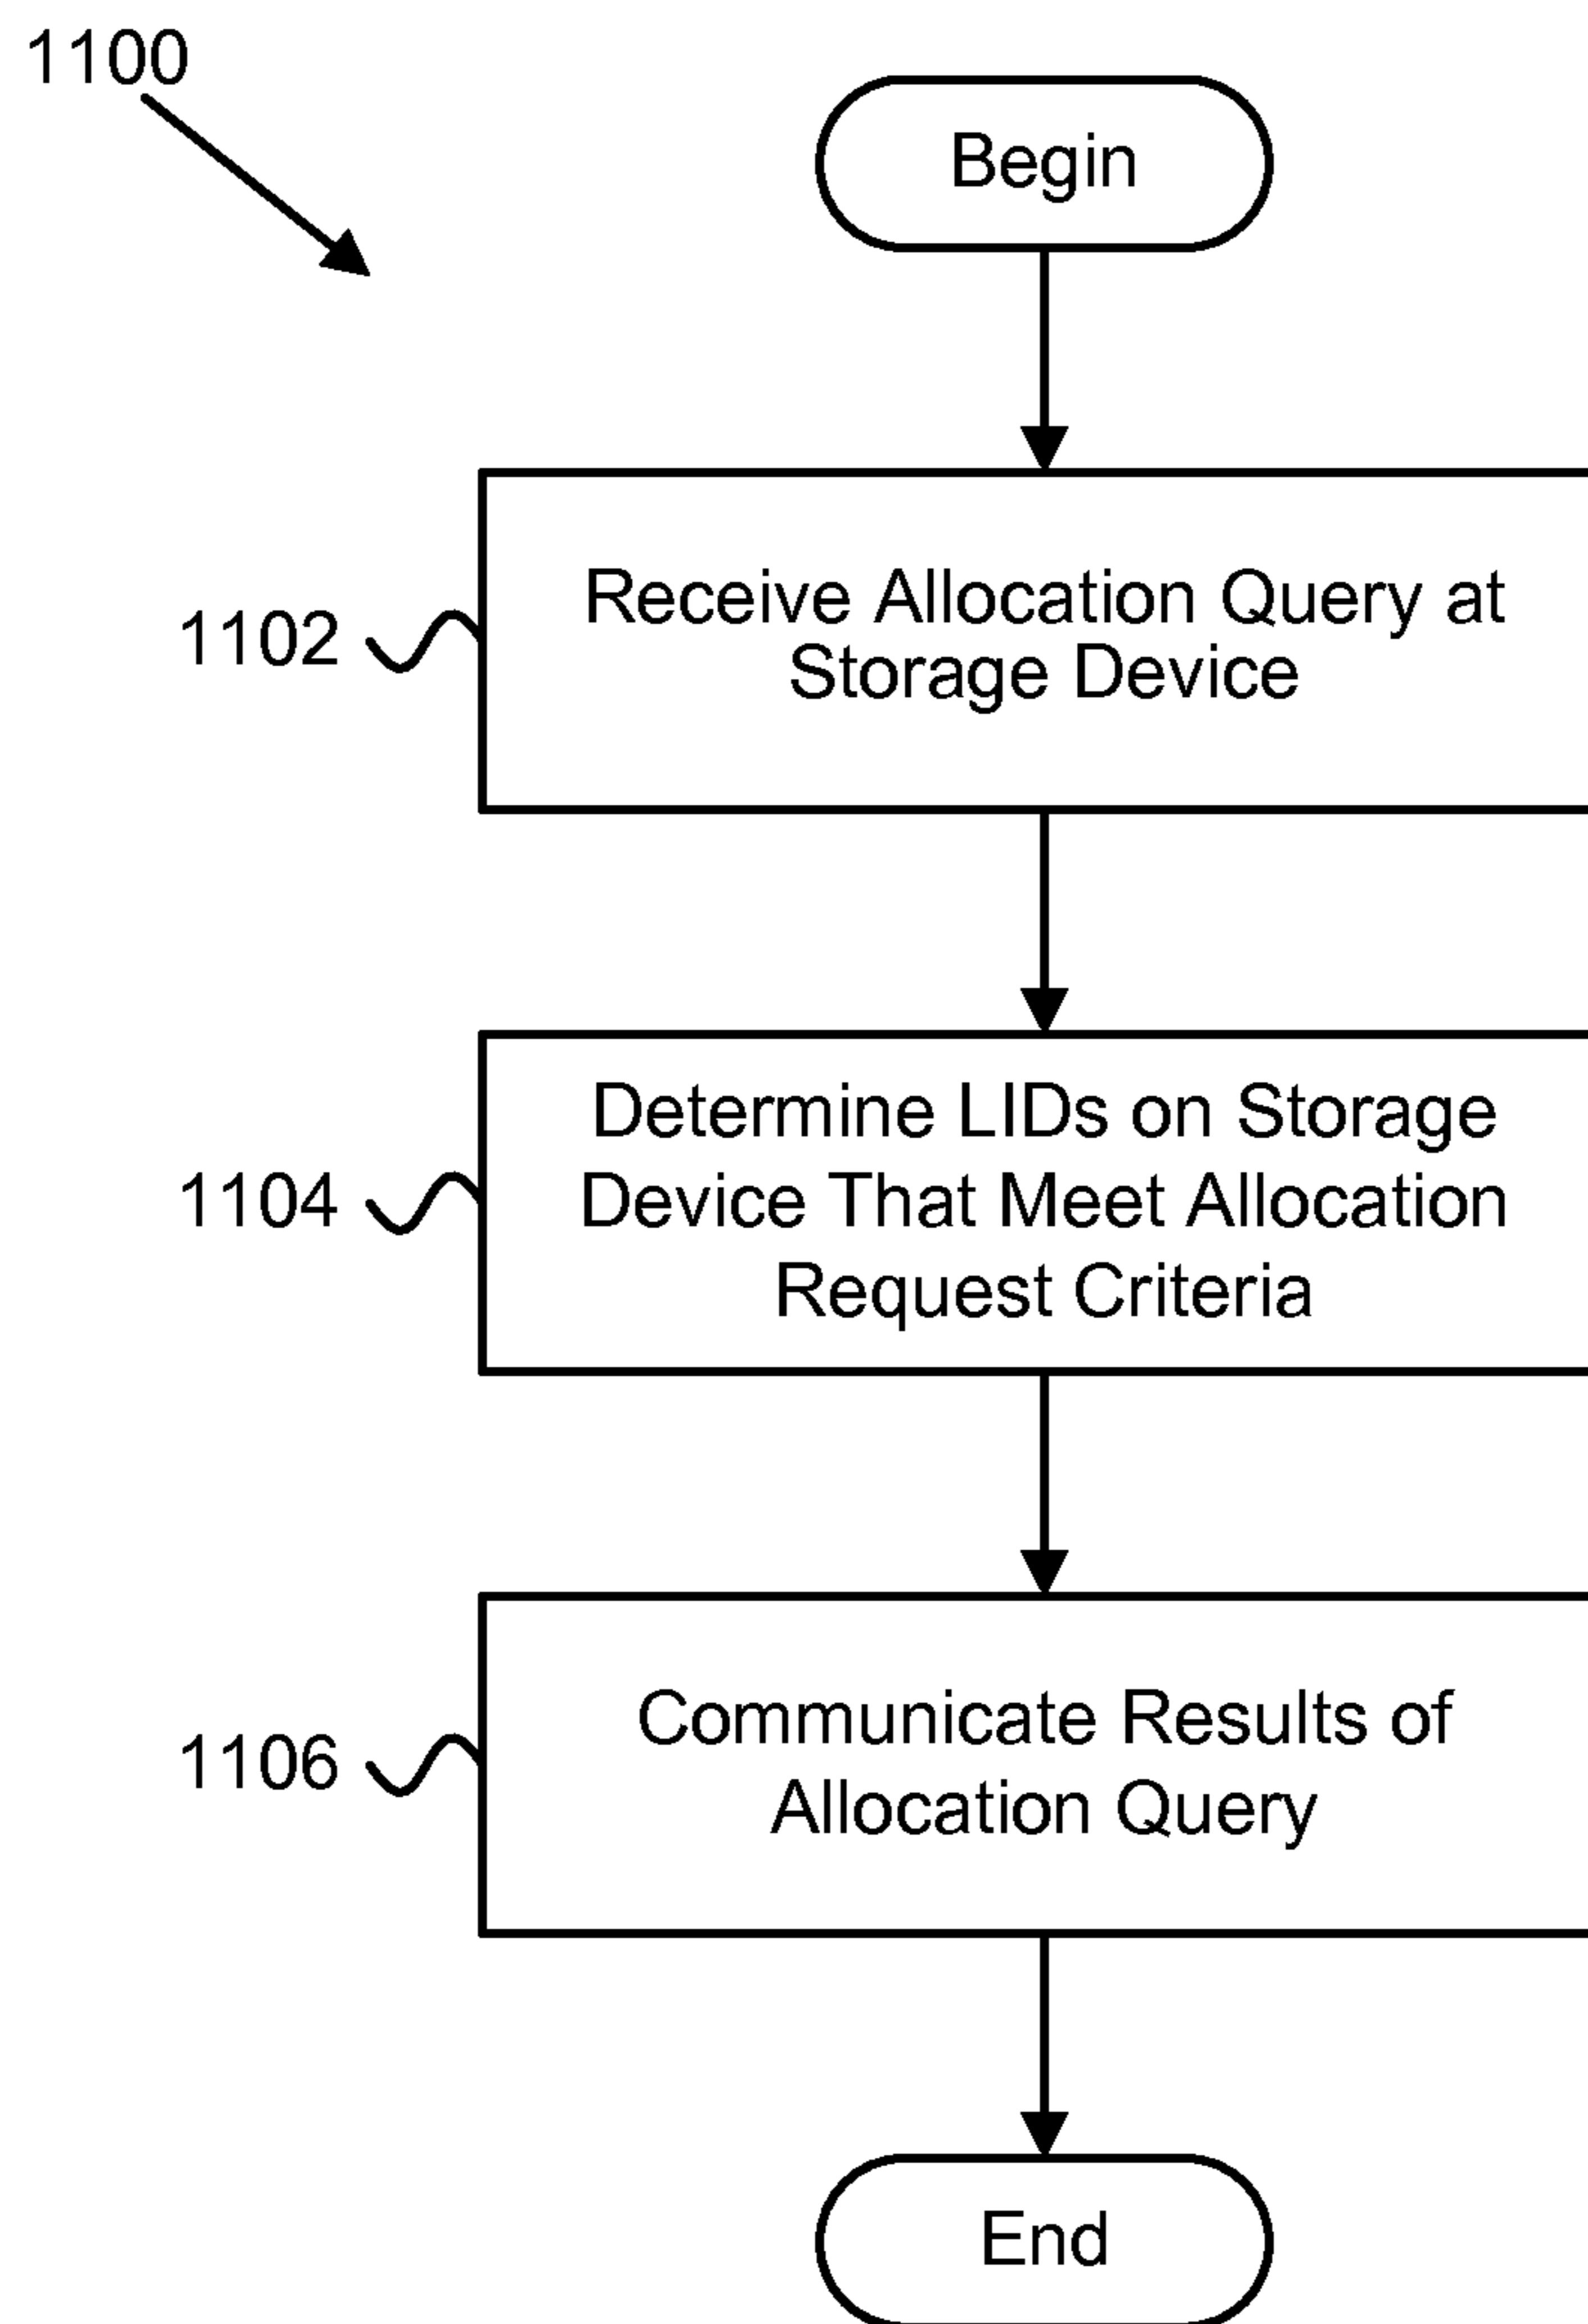 1100
Begin
1102
Receive Allocation Query at
Storage Device
1104
Determine LIDs on Storage
Device That Meet Allocation
Request Criteria
1106
Communicate Results of
Allocation Query
End